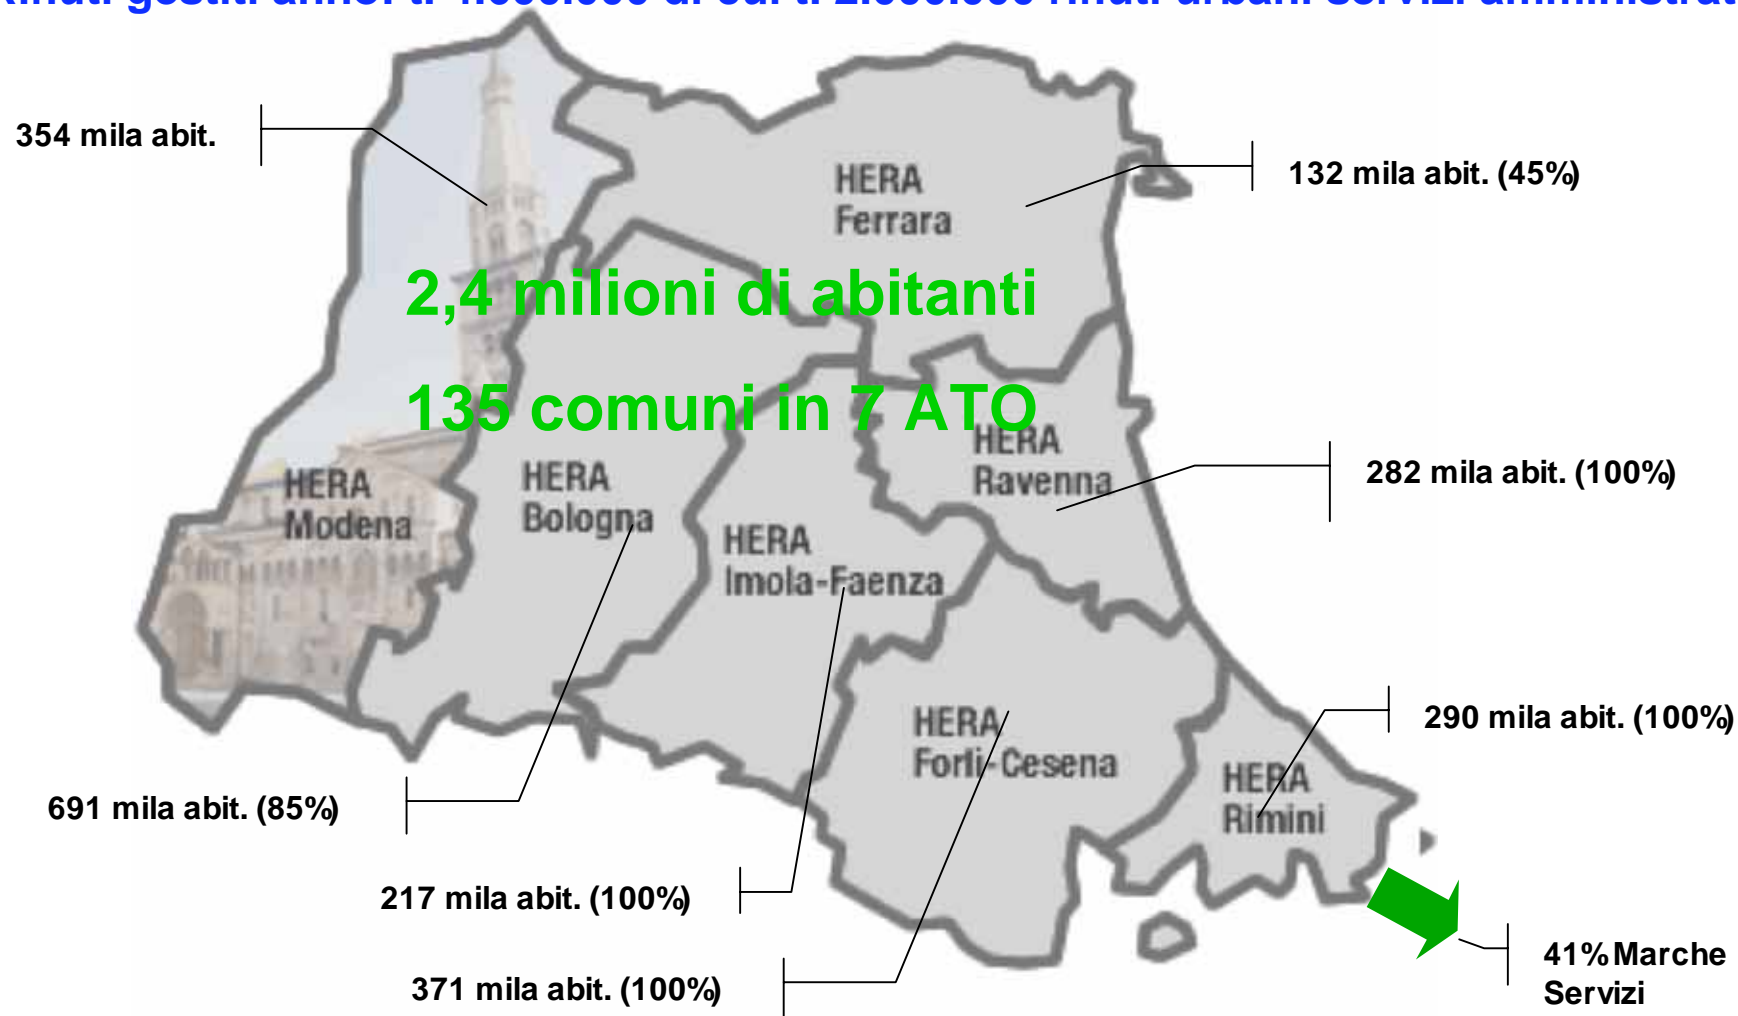 354 mila abit.
132 mila abit. (45%)
HERA
Ferrara
2,4 milioni di abitanti
135 comuni in 7 ATO
HERA
Ravenna
282 mila abit. (100%)
HERA
Modena
HERA
Bologna
HERA
Imola-Faenza
290 mila abit. (100%)
HERA
Forlì-Cesena
HERA
Rimini
691 mila abit. (85%)
217 mila abit. (100%)
41% Marche
Servizi
371 mila abit. (100%)